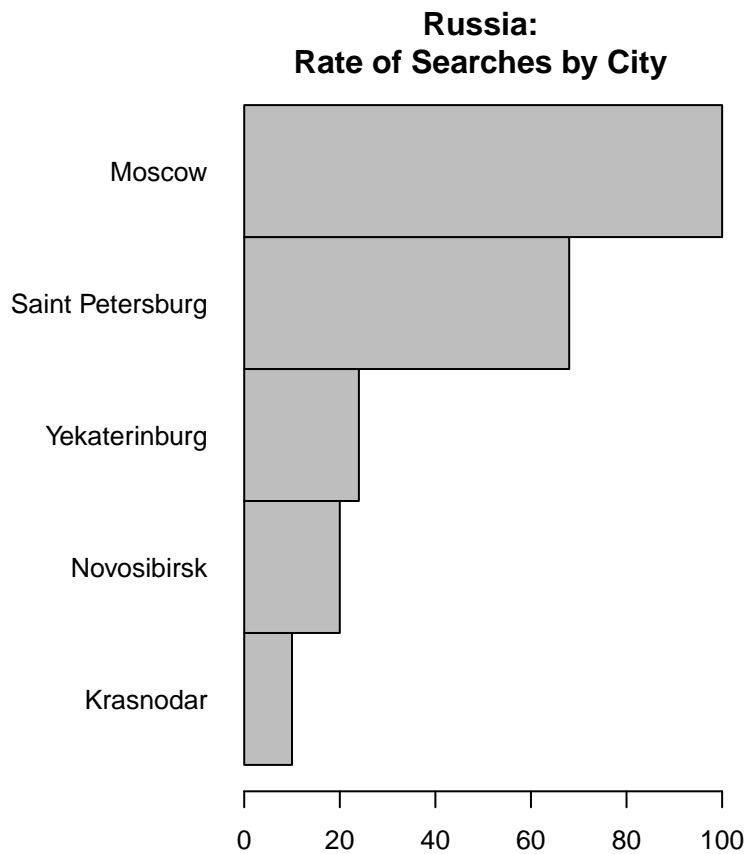 Russia:
Rate of Searches by City
Moscow
Saint Petersburg
Yekaterinburg
Novosibirsk
Krasnodar
0 20 40 60 80 100